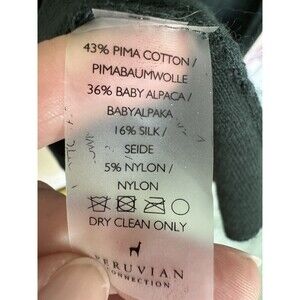 43% PIMA COTTON /
PIMABAUMWOLLE
36% BABY ALPACA /
BABYALPAKA
16% SILK /
SEIDE
5% NYLON /
NYLON
DRY CLEAN ONLY
PERUVIAN
CONNECTION